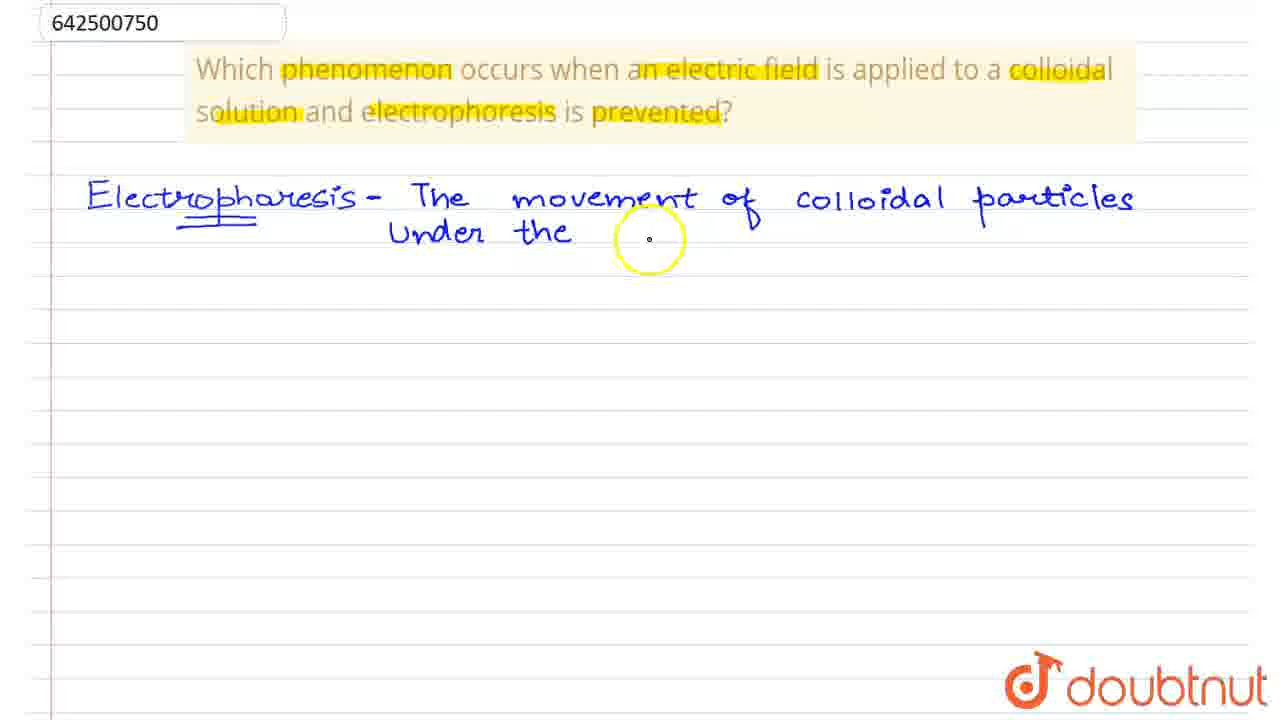 642500750
Which phenomenon occurs when an electric field is applied to a colloidal
solution and electrophoresis is prevented?
Electropharesis - The movement of colloidal particles
Under the
doubtnut